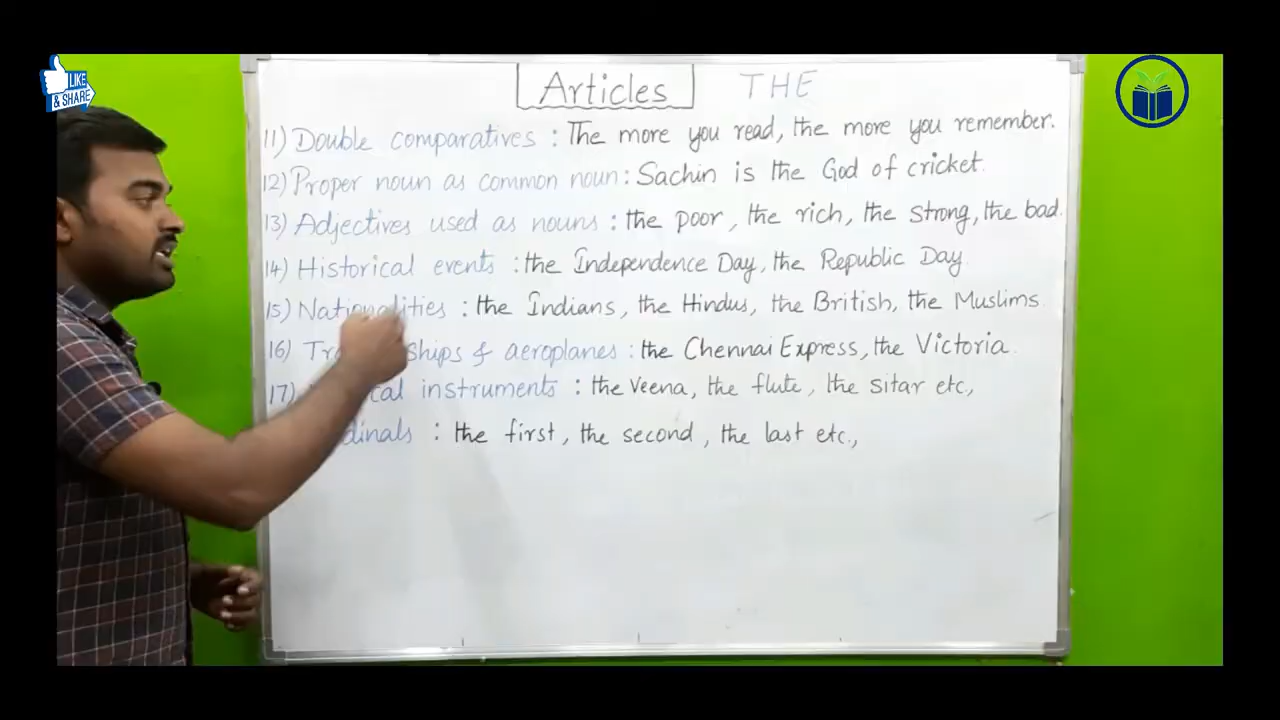 LIKE
& SHARE
Articles THE
11) Double comparatives : The more you read, the more you remember.
12) Proper noun as common noun : Sachin is the God of cricket.
13) Adjectives used as nouns : the poor, the rich, the strong, the bad.
14) Historical events : the Independence Day, the Republic Day
15) Nationalities : the Indians, the Hindus, the British, the Muslims.
16) ships & aeroplanes : the Chennai Express, the Victoria.
17) instruments : the veena, the flute, the sitar etc,
: the first, the second, the last etc.,